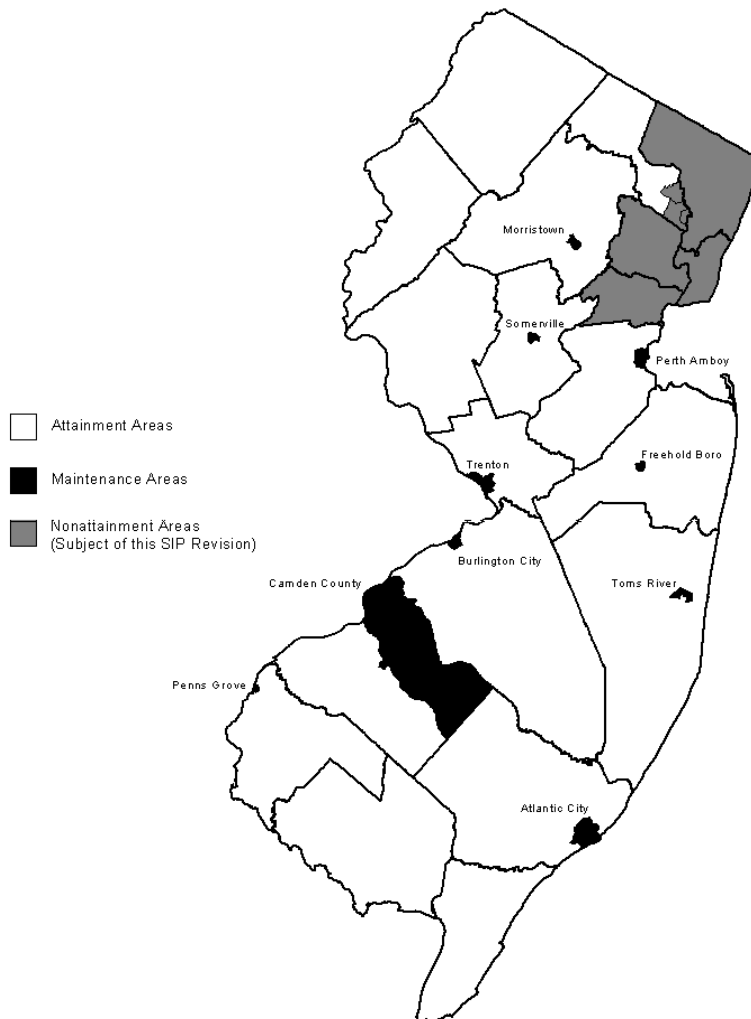 Morristown
Somerville
Perth Amboy
Attainment Areas
Maintenance Areas
Nonattainment Areas
(Subject of this SIP Revision)
Trenton
Freehold Boro
Burlington City
Camden County
Toms River
Penns Grove
Atlantic City